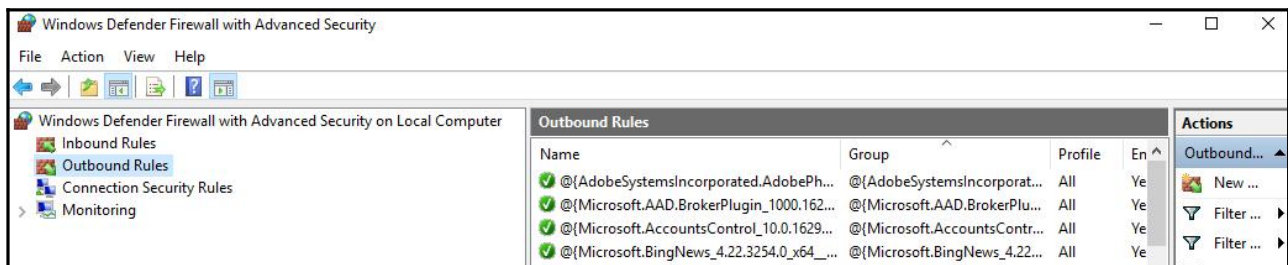 Windows Defender Firewall with Advanced Security
File Action View Help
Windows Defender Firewall with Advanced Security on Local Computer
Inbound Rules
Outbound Rules
Connection Security Rules
Monitoring
Outbound Rules
Name Group Profile En
@{AdobeSystemsIncorporated.AdobePh... @{AdobeSystemsIncorporat... All Ye
@{Microsoft.AAD.BrokerPlugin_1000.162... @{Microsoft.AAD.BrokerPlu... All Ye
@{Microsoft.AccountsControl_10.0.1629... @{Microsoft.AccountsContr... All Ye
@{Microsoft.BingNews_4.22.3254.0_x64__... @{Microsoft.BingNews_4.22... All Ye
Actions
Outbound...
New ...
Filter ...
Filter ...